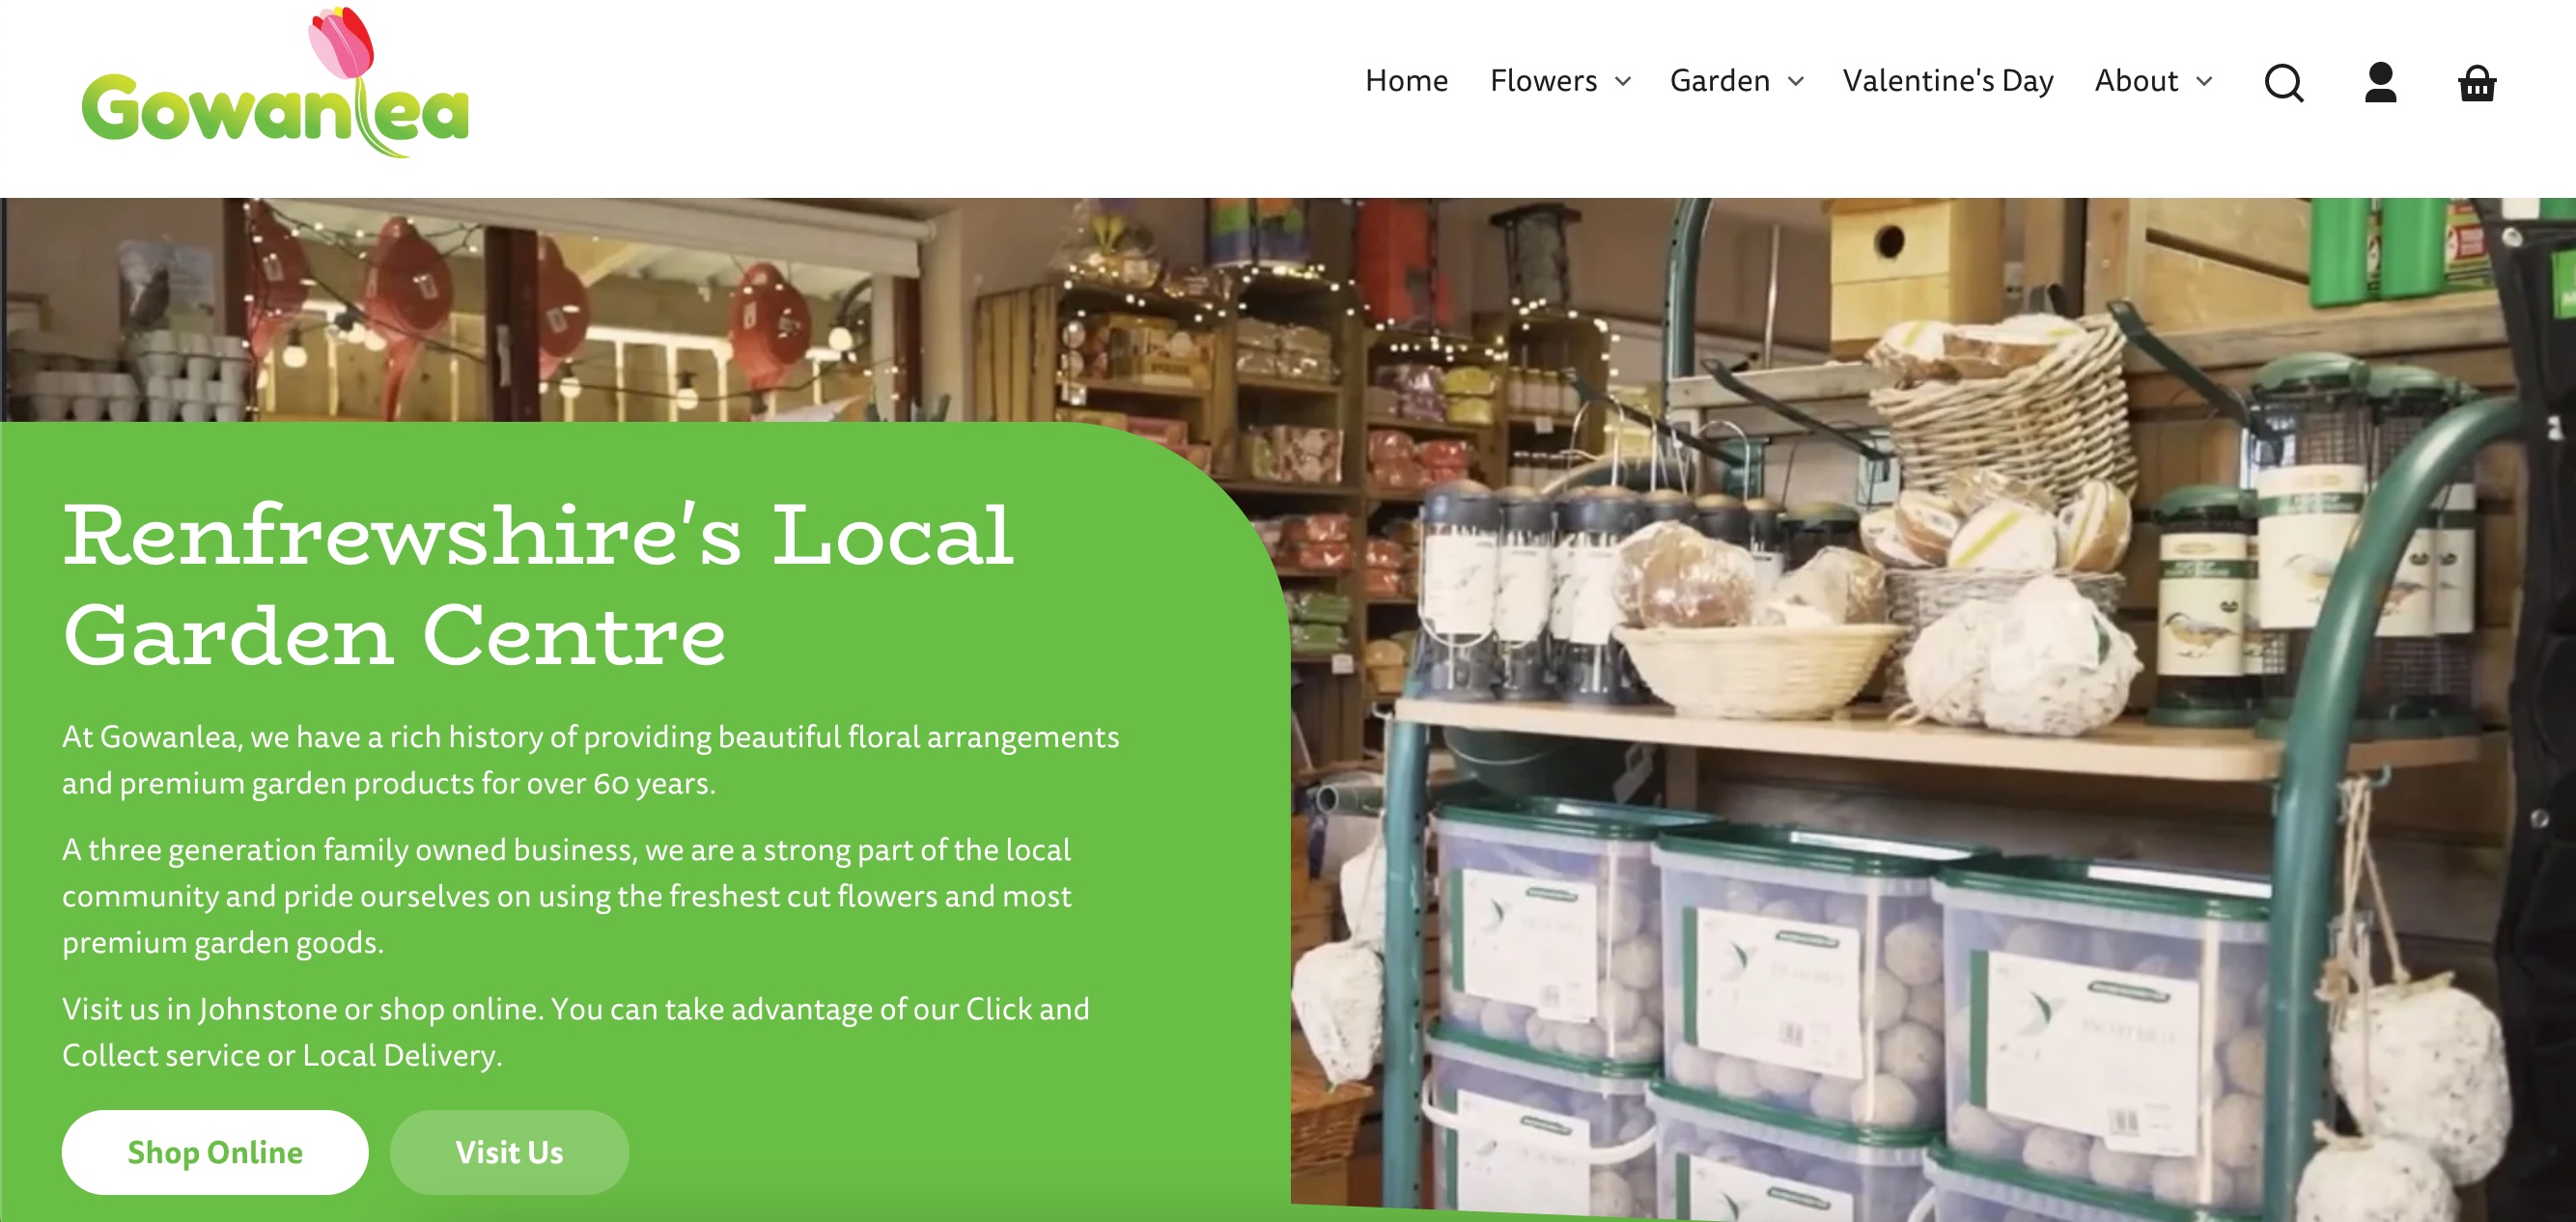 Gowanlea
Home Flowers Garden Valentine's Day About
Renfrewshire's Local
Garden Centre
At Gowanlea, we have a rich history of providing beautiful floral arrangements
and premium garden products for over 60 years.
A three generation family owned business, we are a strong part of the local
community and pride ourselves on using the freshest cut flowers and most
premium garden goods.
Visit us in Johnstone or shop online. You can take advantage of our Click and
Collect service or Local Delivery.
Shop Online Visit Us